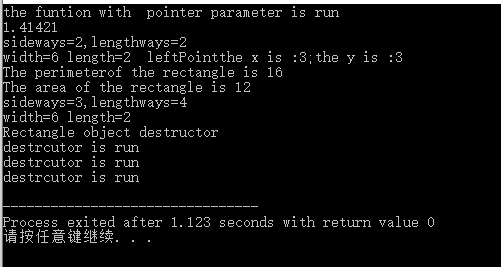 the funtion with  pointer parameter is run
1.41421
sideways=2,lengthways=2
width=6 length=2  leftPointthe x is :3;the y is :3
The perimeterof the rectangle is 16
The area of the rectangle is 12
sideways=3,lengthways=4
width=6 length=2
Rectangle object destructor
destrcutor is run
destrcutor is run
destrcutor is run
--------------------------------
Process exited after 1.123 seconds with return value 0
请按任意键继续. . .